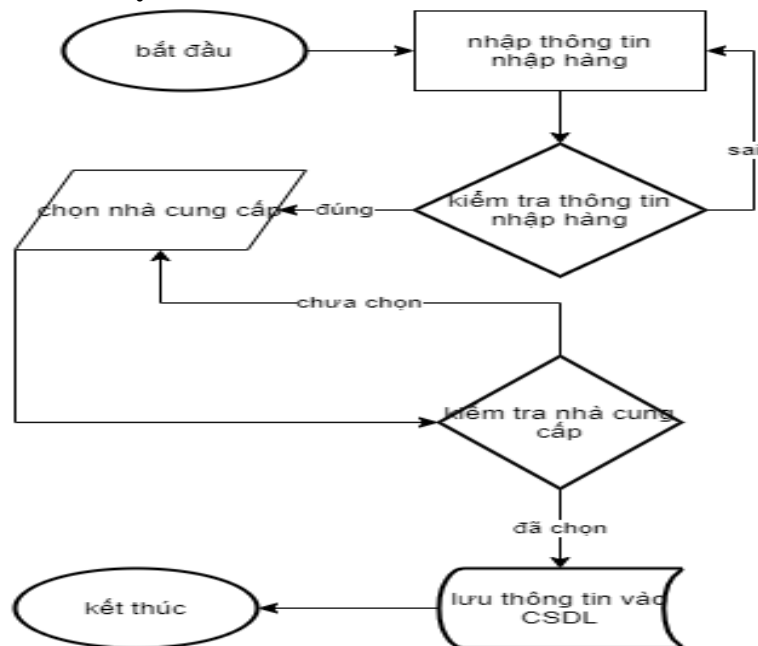 bắt đầu
nhập thông tin
nhập hàng
sai
kiểm tra thông tin
nhập hàng
đúng
chọn nhà cung cấp
chưa chọn
kiểm tra nhà cung
cấp
đã chọn
lưu thông tin vào
CSDL
kết thúc